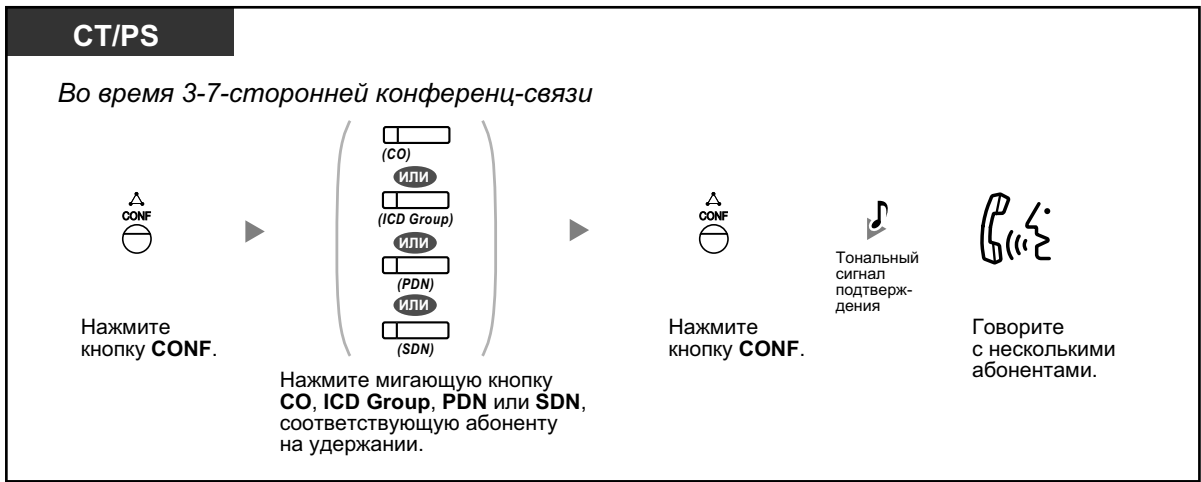 CT/PS
Во время 3-7-сторонней конференц-связи
CONF
Нажмите
кнопку CONF.
(CO)
ИЛИ
(ICD Group)
ИЛИ
(PDN)
ИЛИ
(SDN)
Нажмите мигающую кнопку
CO, ICD Group, PDN или SDN,
соответствующую абоненту
на удержании.
CONF
Нажмите
кнопку CONF.
Тональный
сигнал
подтверж-
дения
Говорите
с несколькими
абонентами.